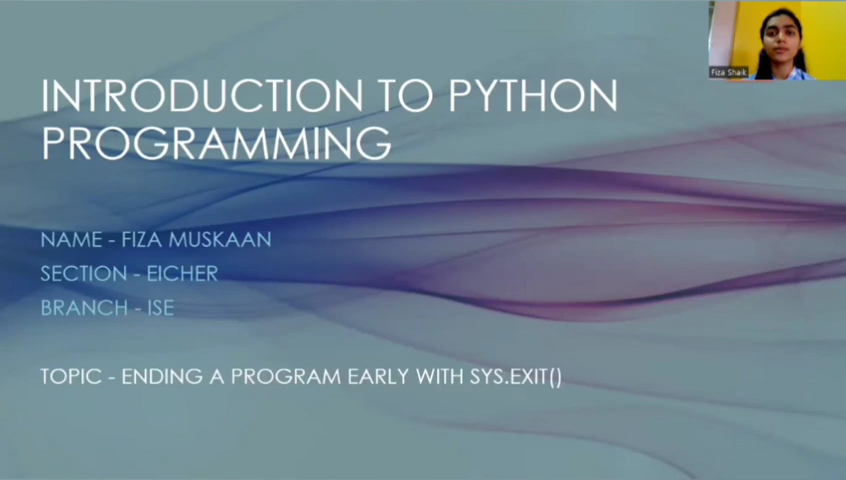 Fiza Shaik
INTRODUCTION TO PYTHON
PROGRAMMING
NAME - FIZA MUSKAAN
SECTION - EICHER
BRANCH - ISE
TOPIC - ENDING A PROGRAM EARLY WITH SYS.EXIT()